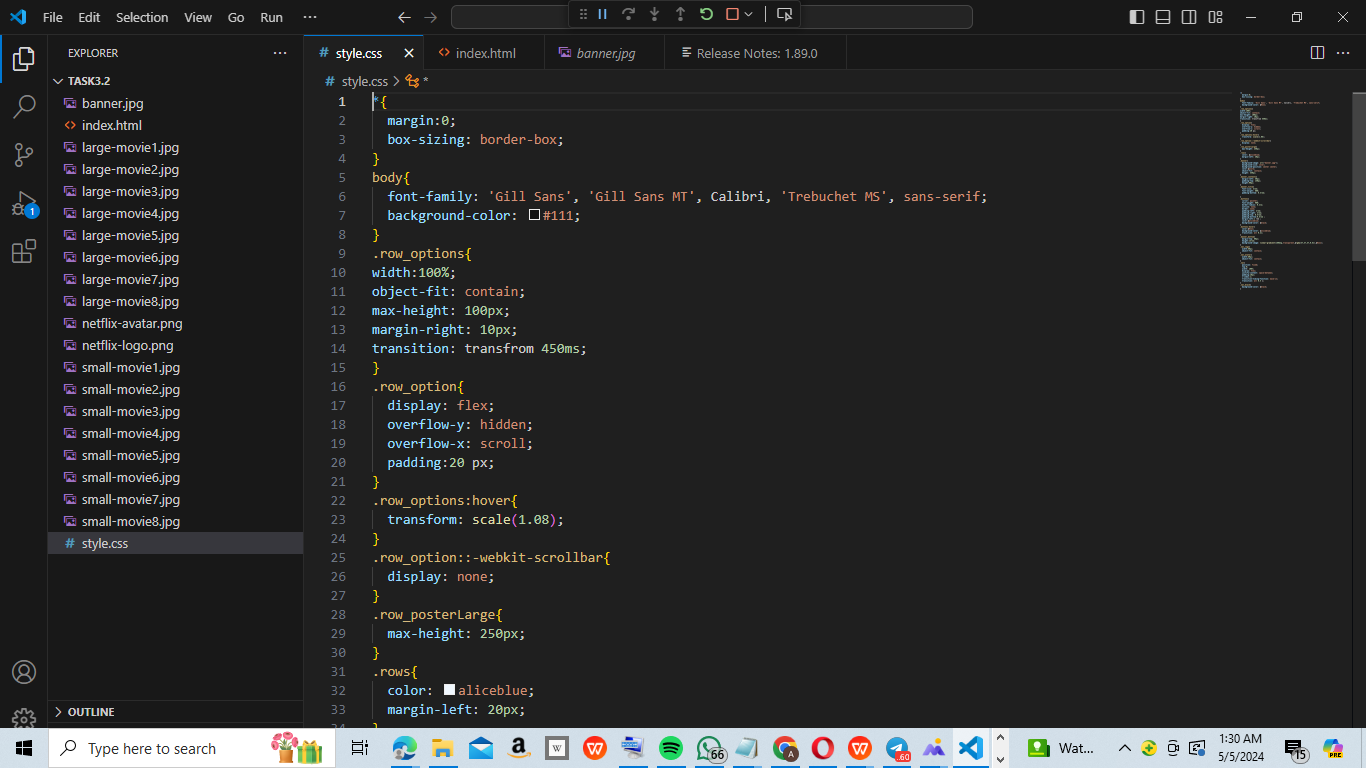 File Edit Selection View Go Run ···
EXPLORER ···
TASK3.2
banner.jpg
index.html
large-movie1.jpg
large-movie2.jpg
large-movie3.jpg
large-movie4.jpg
large-movie5.jpg
large-movie6.jpg
large-movie7.jpg
large-movie8.jpg
netflix-avatar.png
netflix-logo.png
small-movie1.jpg
small-movie2.jpg
small-movie3.jpg
small-movie4.jpg
small-movie5.jpg
small-movie6.jpg
small-movie7.jpg
small-movie8.jpg
# style.css
OUTLINE
1
# style.css <> index.html banner.jpg Release Notes: 1.89.0
# style.css > *
1 *{
2 margin:0;
3 box-sizing: border-box;
4 }
5 body{
6 font-family: 'Gill Sans', 'Gill Sans MT', Calibri, 'Trebuchet MS', sans-serif;
7 background-color: #111;
8 }
9 .row_options{
10 width:100%;
11 object-fit: contain;
12 max-height: 100px;
13 margin-right: 10px;
14 transition: transfrom 450ms;
15 }
16 .row_option{
17 display: flex;
18 overflow-y: hidden;
19 overflow-x: scroll;
20 padding:20 px;
21 }
22 .row_options:hover{
23 transform: scale(1.08);
24 }
25 .row_option::-webkit-scrollbar{
26 display: none;
27 }
28 .row_posterLarge{
29 max-height: 250px;
30 }
31 .rows{
32 color: aliceblue;
33 margin-left: 20px;
34 }
Type here to search
a
W
W
66
A
W
.60
Wat...
1:30 AM
5/5/2024
15
PRE